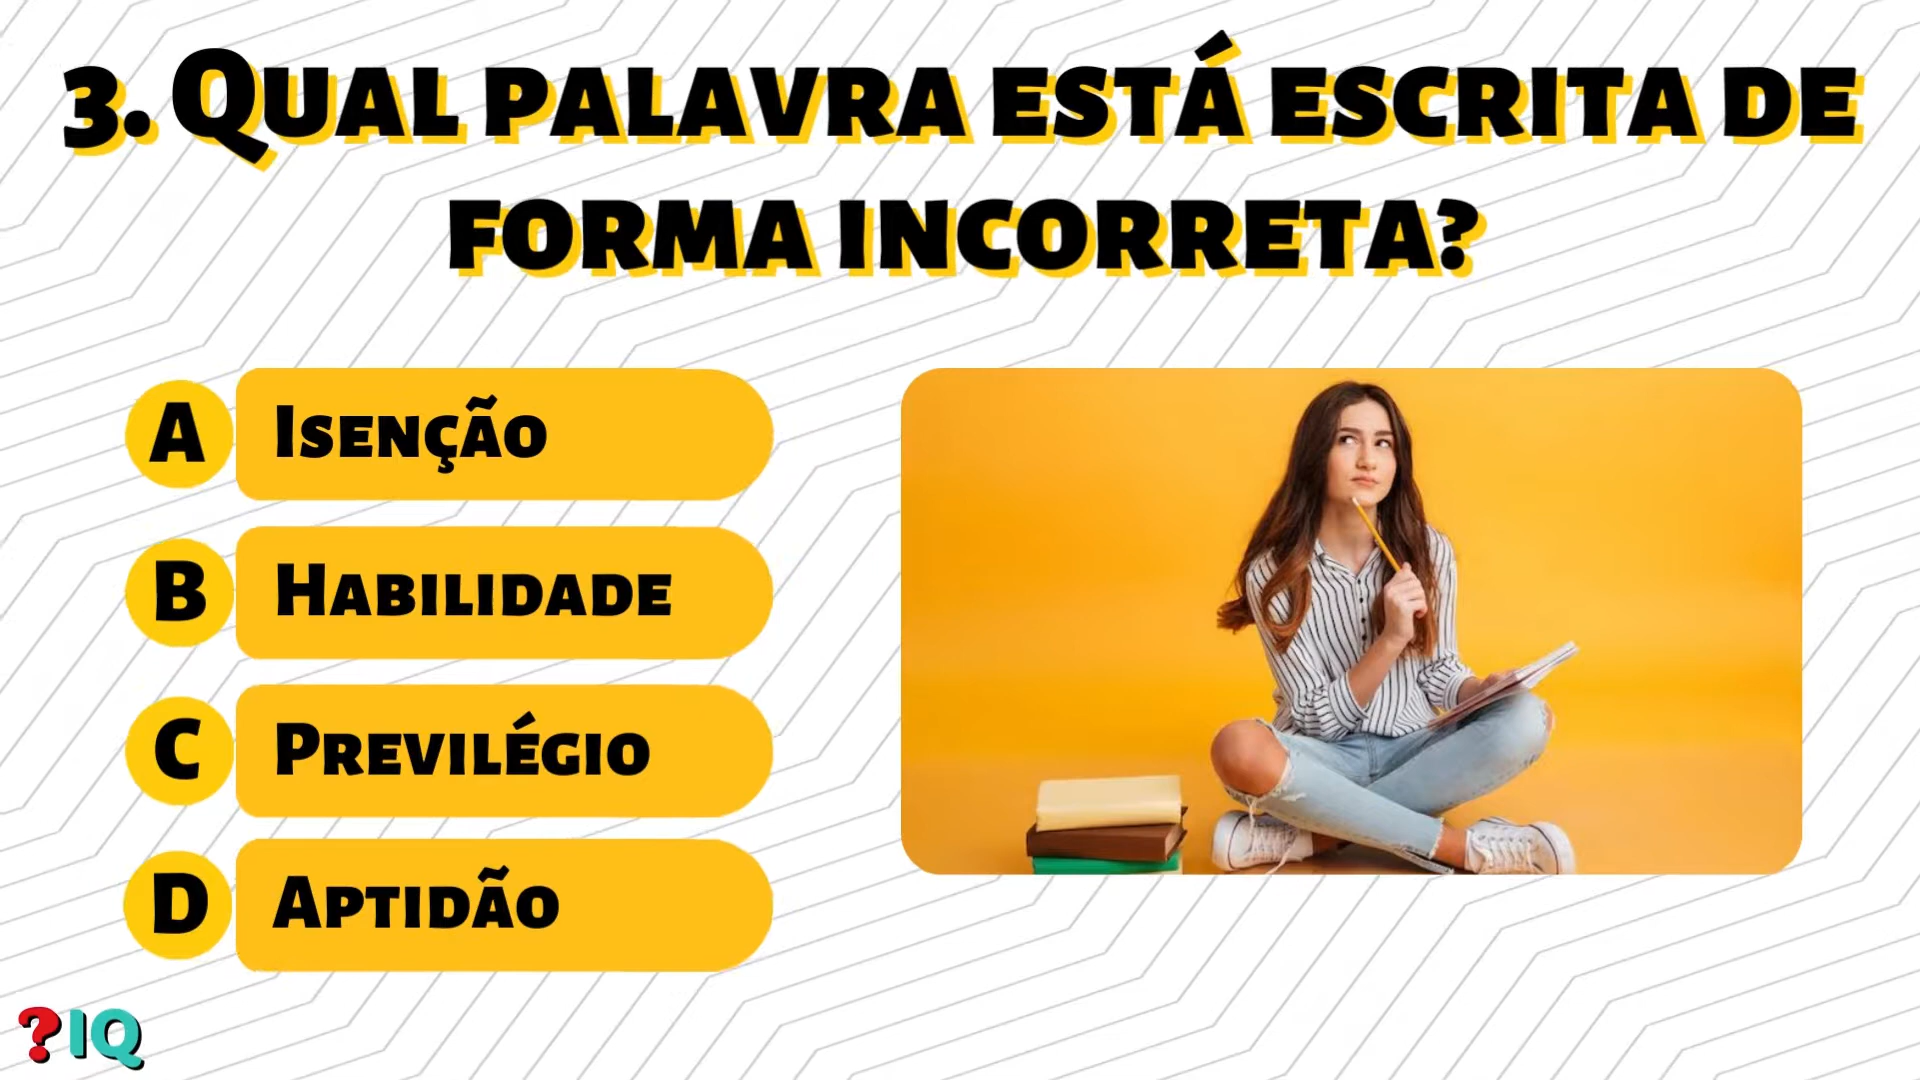 3. QUAL PALAVRA ESTÁ ESCRITA DE
FORMA INCORRETA?
A ISENÇÃO
B HABILIDADE
C PREVILÉGIO
D APTIDÃO
?IQ